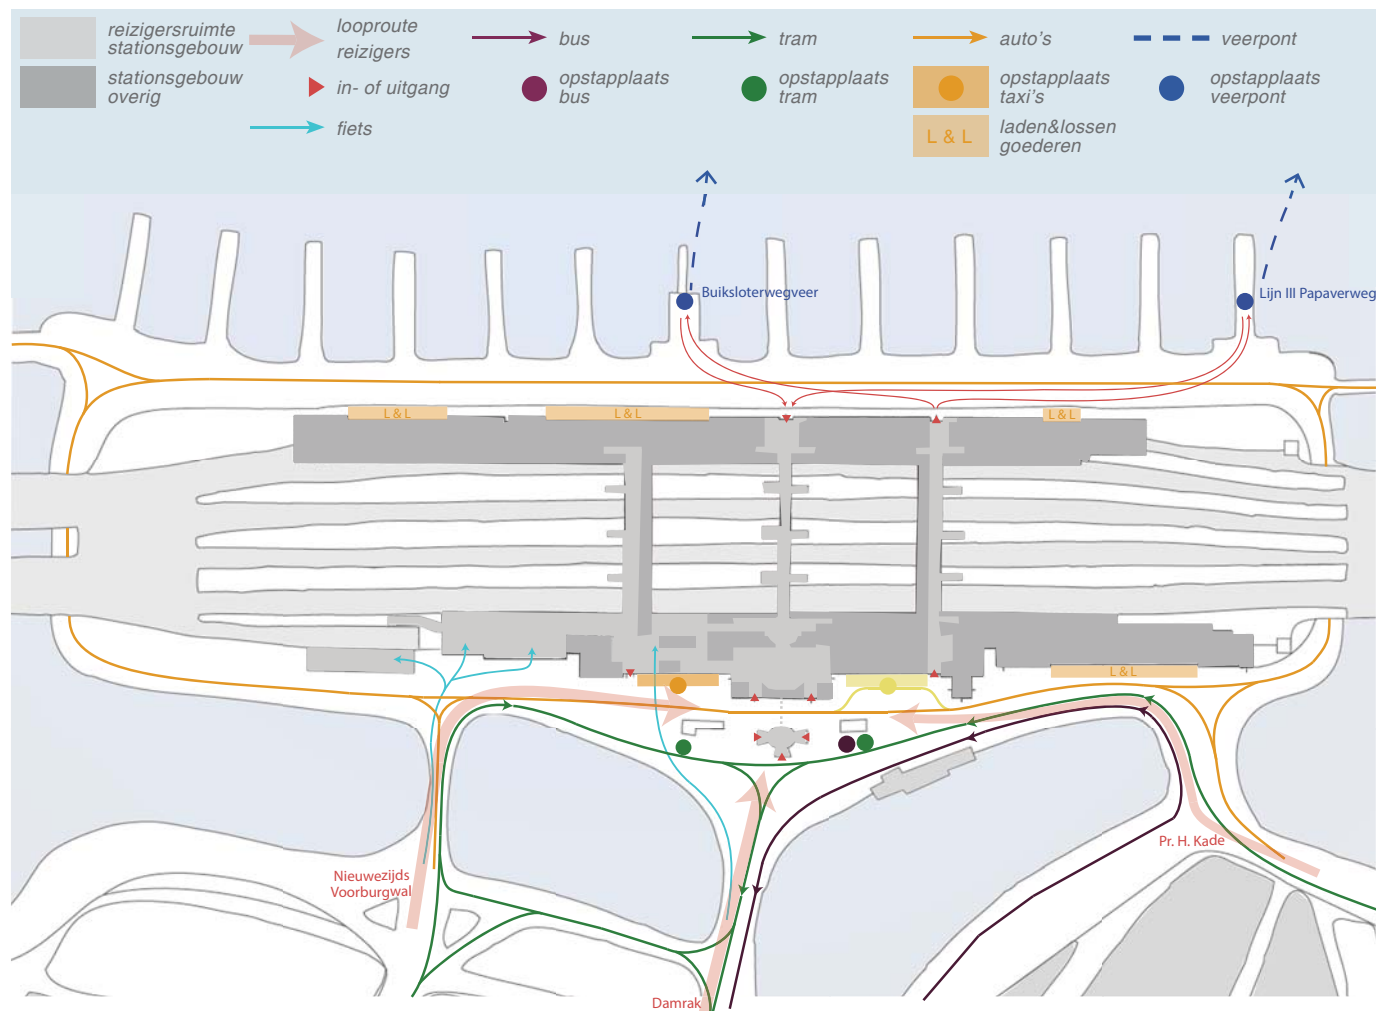 reizigersruimte
stationsgebouw
looproute
reizigers
bus
tram
auto's
veerpont
stationsgebouw
overig
in- of uitgang
opstapplaats
bus
opstapplaats
tram
opstapplaats
taxi's
opstapplaats
veerpont
fiets
L & L
laden&lossen
goederen
Buiksloterwegveer
Lijn III Papaverweg
L & L
L & L
L & L
L & L
Pr. H. Kade
Nieuwezijds
Voorburgwal
Damrak